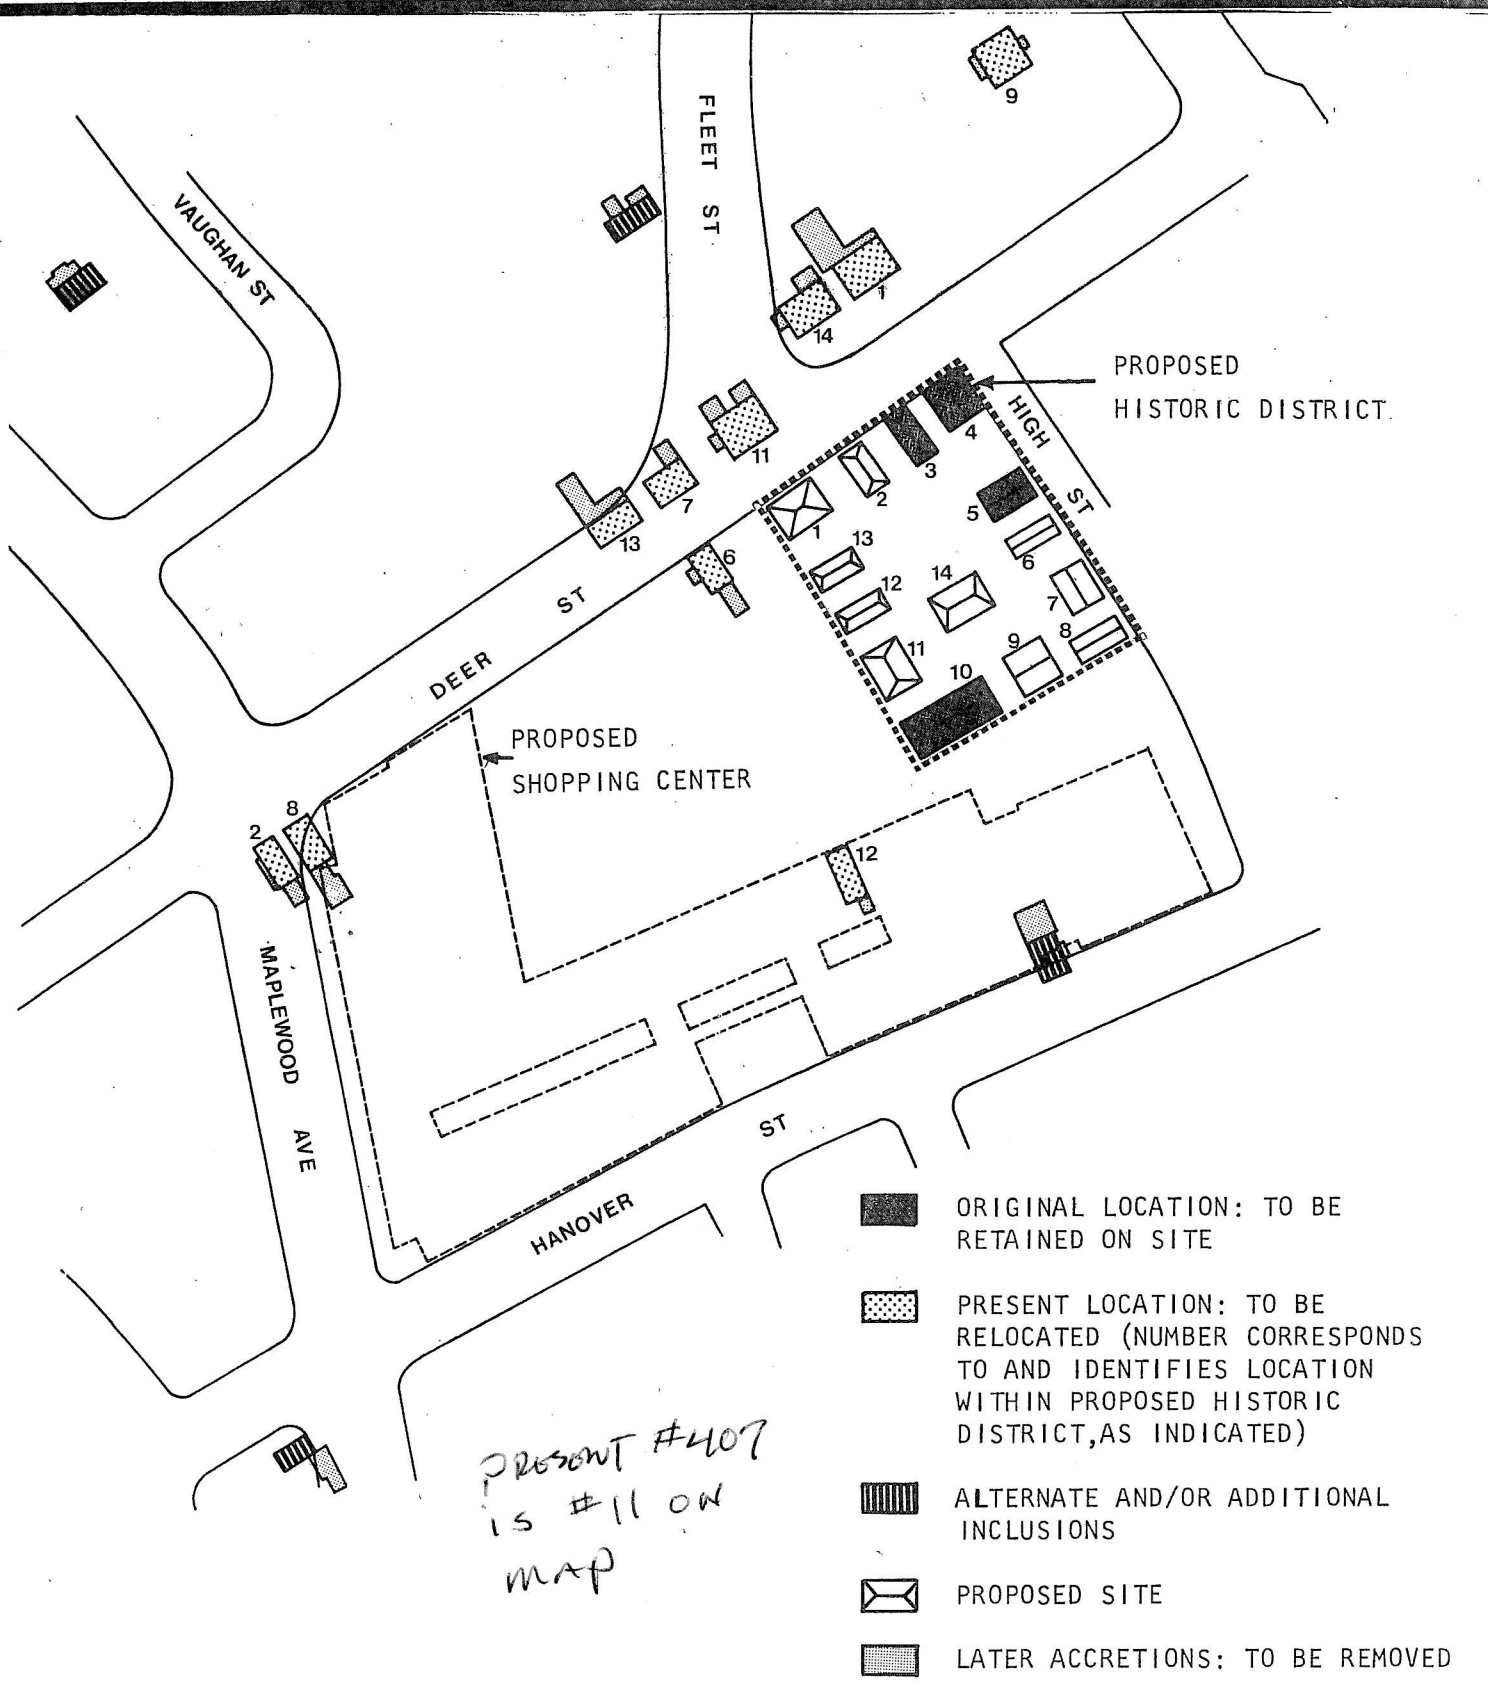 9
FLEET ST
VAUGHAN ST
1
14
PROPOSED
HISTORIC DISTRICT
HIGH ST
4
3
11
2
7
5
1
13
13
6
6
12
14
7
8
DEER ST
11
9
10
PROPOSED
SHOPPING CENTER
8
2
12
MAPLEWOOD AVE
HANOVER ST
ORIGINAL LOCATION: TO BE
RETAINED ON SITE
PRESENT LOCATION: TO BE
RELOCATED (NUMBER CORRESPONDS
TO AND IDENTIFIES LOCATION
WITHIN PROPOSED HISTORIC
DISTRICT, AS INDICATED)
ALTERNATE AND/OR ADDITIONAL
INCLUSIONS
PROPOSED SITE
LATER ACCRETIONS: TO BE REMOVED
PRESENT #407
is #11 ON
MAP